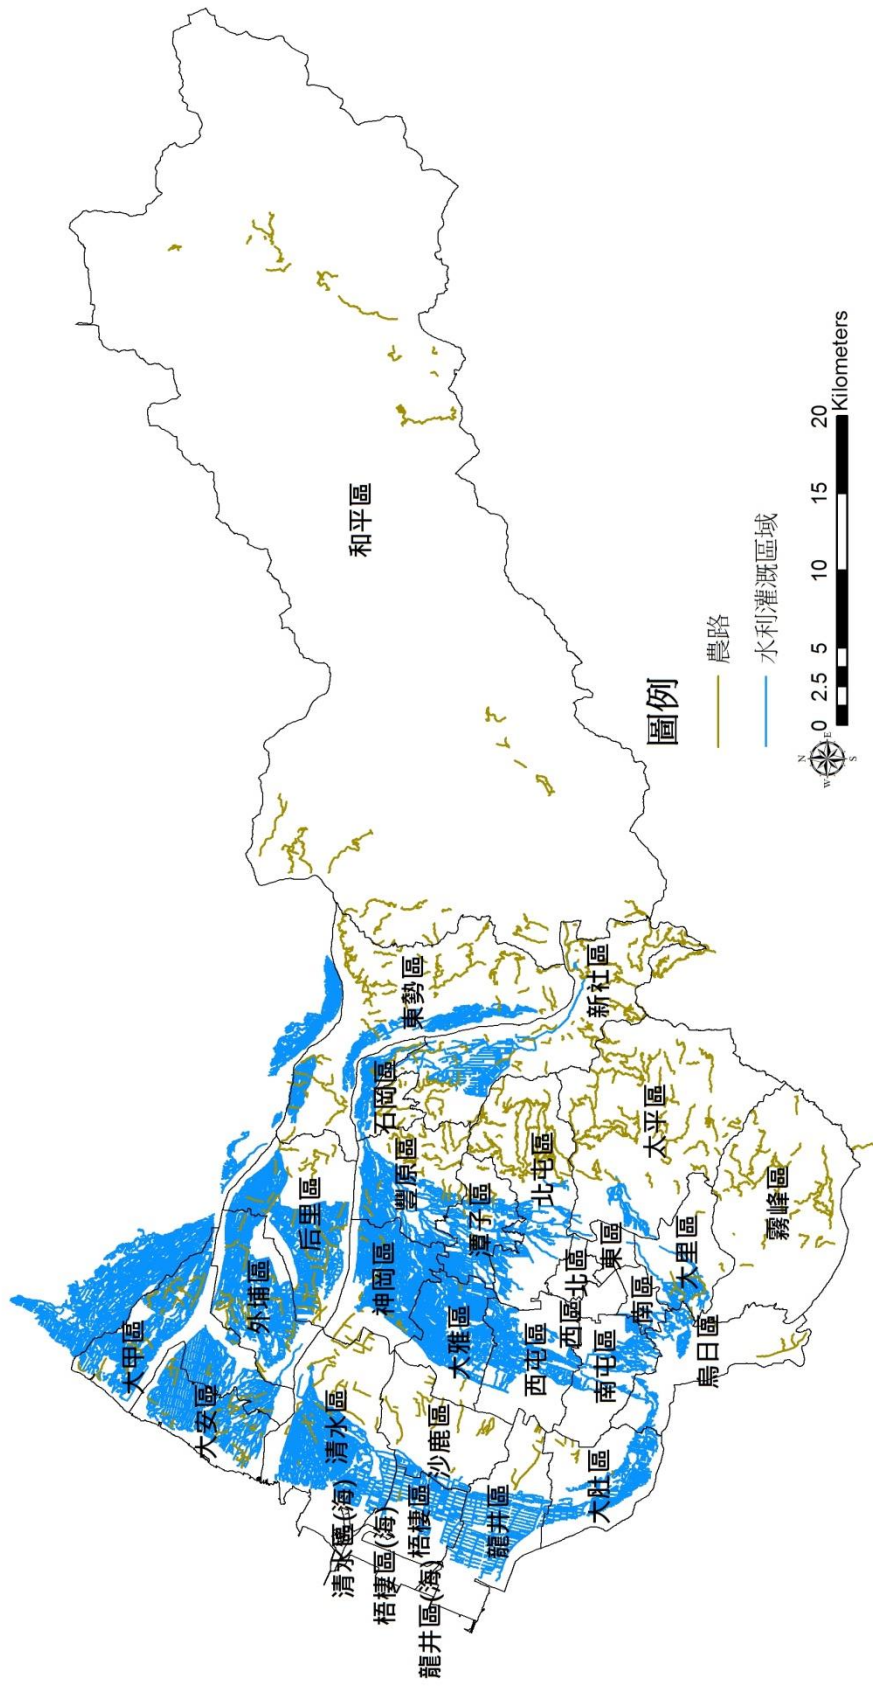 和平區
東勢區
新社區
石岡區
豐原區
后里區
北屯區
太平區
潭子區
霧峰區
神岡區
外埔區
北區
東區
大里區
大甲區
大雅區
西屯區
西區
南區
南屯區
烏日區
大安區
清水區
沙鹿區
大肚區
清水區(海)
梧棲區(海)
梧棲區
龍井區
龍井區(海)
圖例
農路
水利灌溉區域
N
W
E
S
0 2.5 5 10 15 20
Kilometers